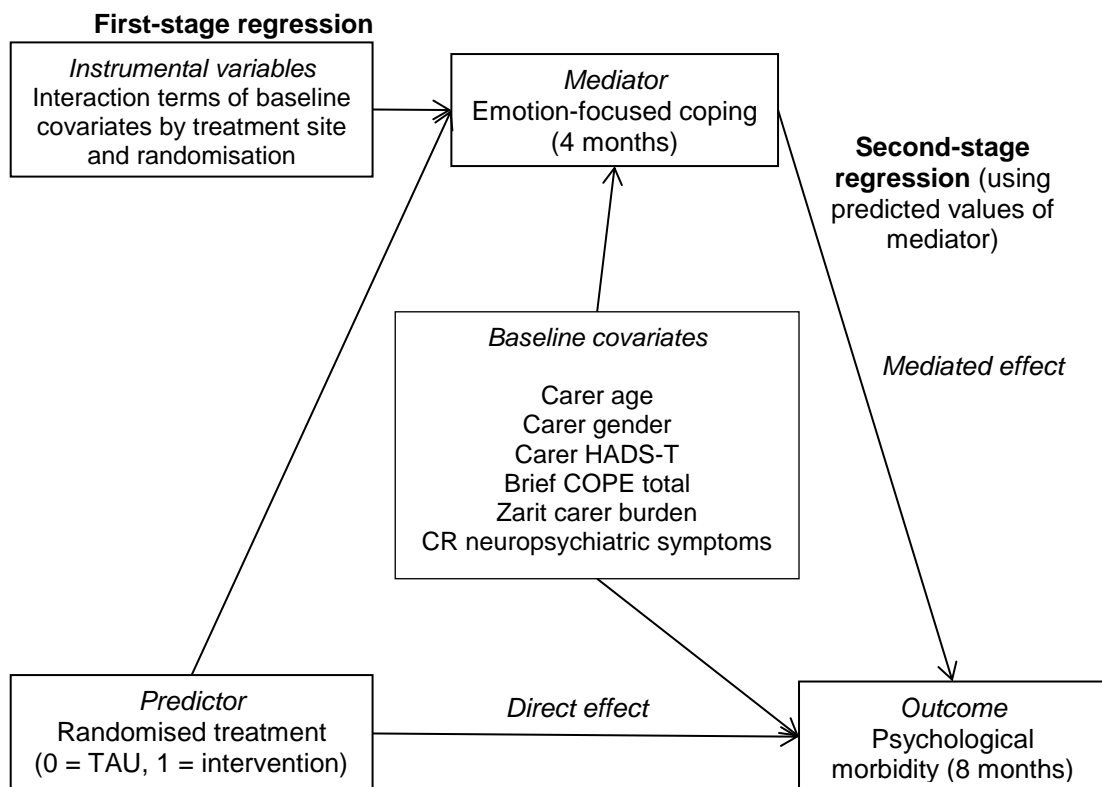 First-stage regression
Instrumental variables
Interaction terms of baseline
covariates by treatment site
and randomisation
Mediator
Emotion-focused coping
(4 months)
Second-stage
regression (using
predicted values of
mediator)
Baseline covariates
Carer age
Carer gender
Carer HADS-T
Brief COPE total
Zarit carer burden
CR neuropsychiatric symptoms
Mediated effect
Predictor
Randomised treatment
(0 = TAU, 1 = intervention)
Direct effect
Outcome
Psychological
morbidity (8 months)